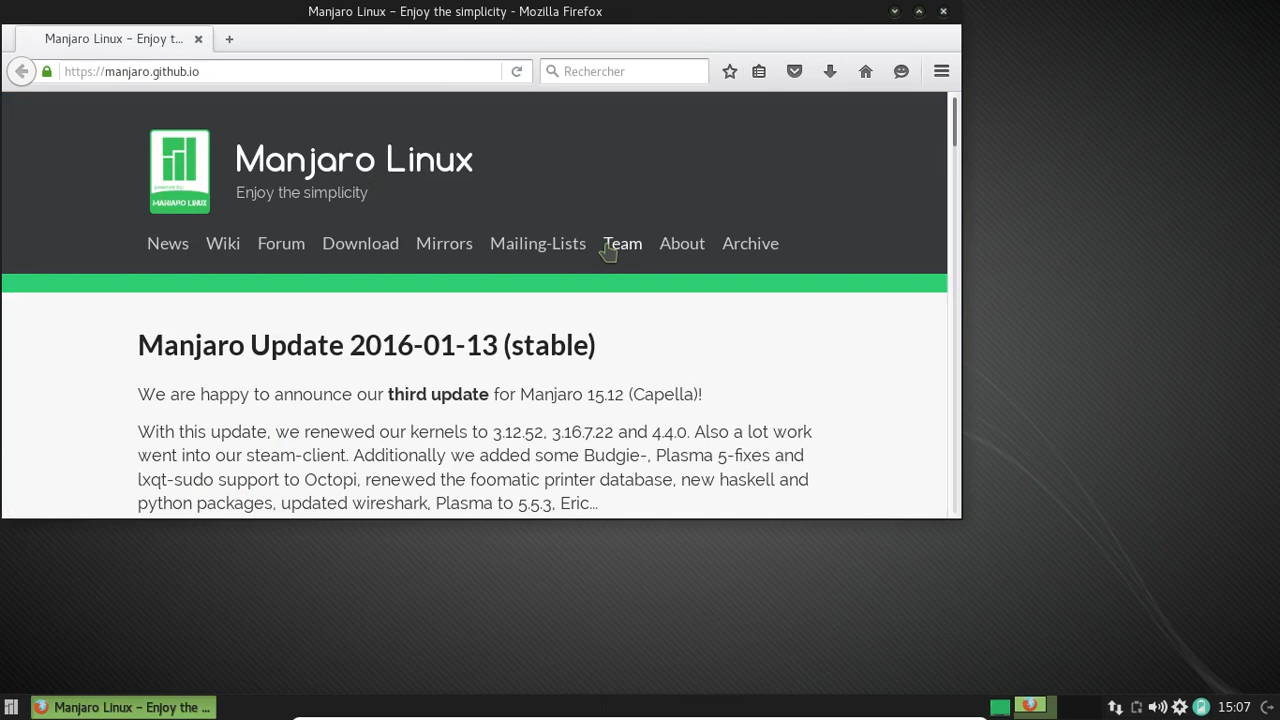 Manjaro Linux – Enjoy the simplicity - Mozilla Firefox
Manjaro Linux – Enjoy t...
https://manjaro.github.io
Rechercher
MANJARO LINUX
Manjaro Linux
Enjoy the simplicity
News Wiki Forum Download Mirrors Mailing-Lists Team About Archive
Manjaro Update 2016-01-13 (stable)
We are happy to announce our third update for Manjaro 15.12 (Capella)!
With this update, we renewed our kernels to 3.12.52, 3.16.7.22 and 4.4.0. Also a lot work
went into our steam-client. Additionally we added some Budgie-, Plasma 5-fixes and
lxqt-sudo support to Octopi, renewed the foomatic printer database, new haskell and
python packages, updated wireshark, Plasma to 5.5.3, Eric...
Manjaro Linux – Enjoy the ...
15:07